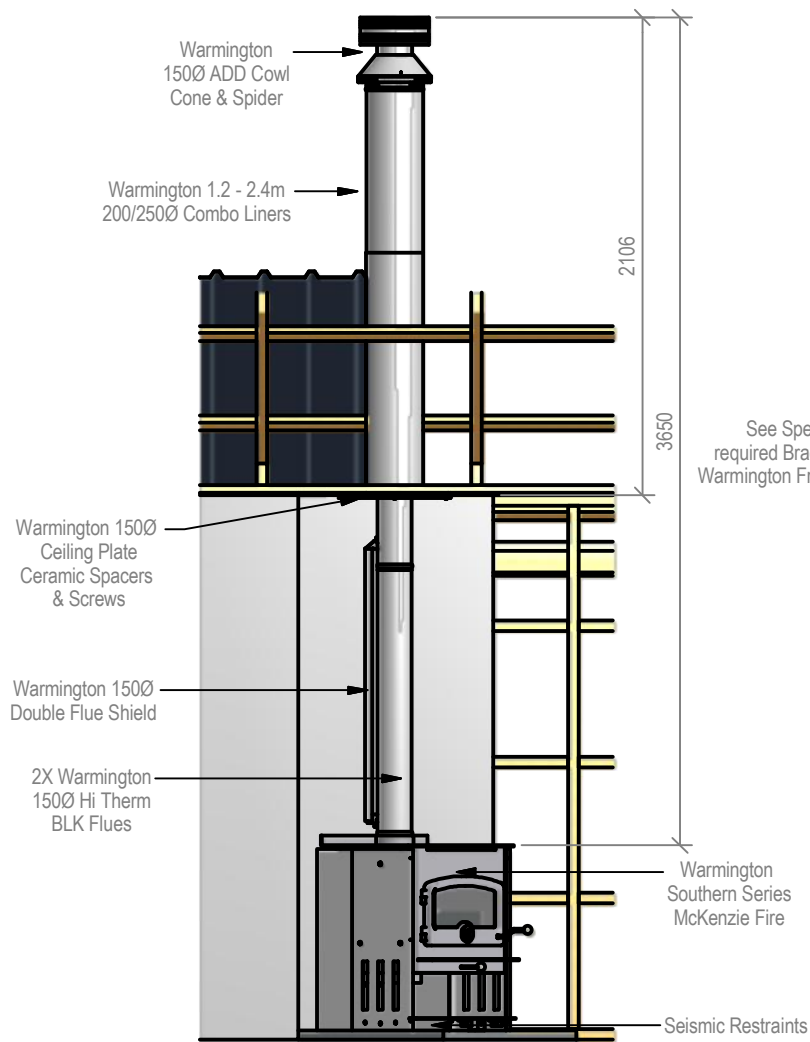 Warmington
150Ø ADD Cowl
Cone & Spider
Warmington 1.2 - 2.4m
200/250Ø Combo Liners
2106
3650
See Spe
required Bra
Warmington Fr
Warmington 150Ø
Ceiling Plate
Ceramic Spacers
& Screws
Warmington 150Ø
Double Flue Shield
2X Warmington
150Ø Hi Therm
BLK Flues
Warmington
Southern Series
McKenzie Fire
Seismic Restraints